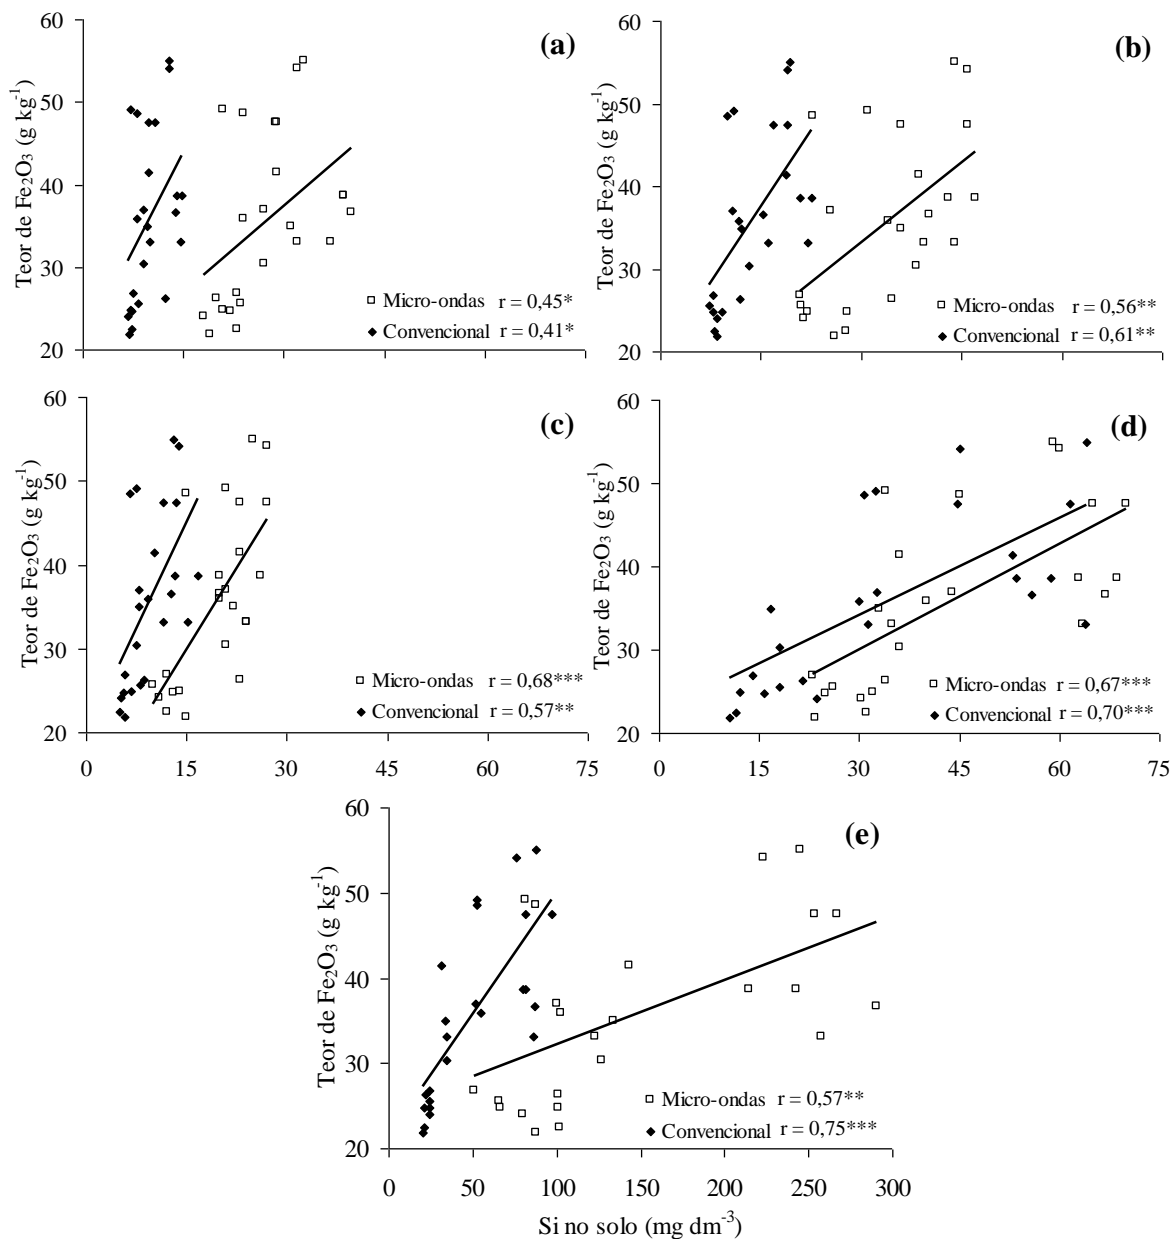 (a)
Teor de Fe₂O₃ (g kg⁻¹)
60
50
40
30
20
Micro-ondas r = 0,45*
Convencional r = 0,41*
(b)
Teor de Fe₂O₃ (g kg⁻¹)
60
50
40
30
20
Micro-ondas r = 0,56**
Convencional r = 0,61**
(c)
Teor de Fe₂O₃ (g kg⁻¹)
60
50
40
30
20
Micro-ondas r = 0,68***
Convencional r = 0,57**
0 15 30 45 60 75
(d)
Teor de Fe₂O₃ (g kg⁻¹)
60
50
40
30
20
Micro-ondas r = 0,67***
Convencional r = 0,70***
0 15 30 45 60 75
(e)
Teor de Fe₂O₃ (g kg⁻¹)
60
50
40
30
20
Micro-ondas r = 0,57**
Convencional r = 0,75***
0 50 100 150 200 250 300
Si no solo (mg dm⁻³)